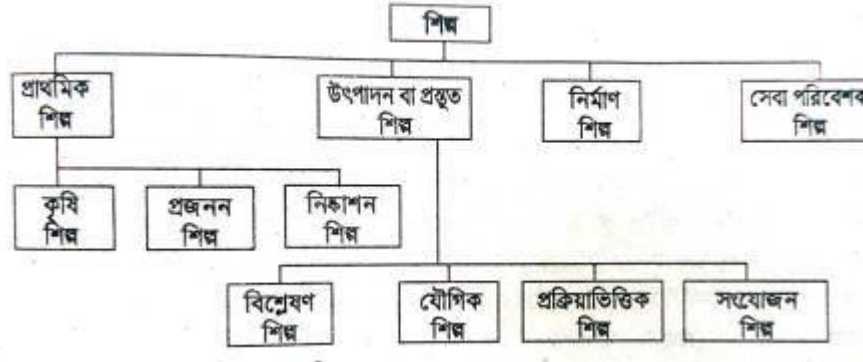 শিল্প
প্রাথমিক
শিল্প
উৎপাদন বা প্রস্তুত
শিল্প
নির্মাণ
শিল্প
সেবা পরিবেশক
শিল্প
কৃষি
শিল্প
প্রজনন
শিল্প
নিষ্কাশন
শিল্প
বিশ্লেষণ
শিল্প
যৌগিক
শিল্প
প্রক্রিয়াভিত্তিক
শিল্প
সংযোজন
শিল্প